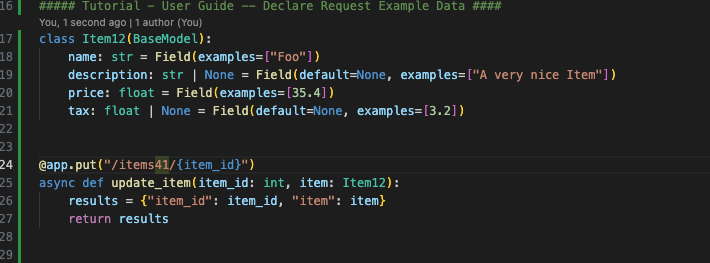 16 ##### Tutorial - User Guide -- Declare Request Example Data ####
You, 1 second ago | 1 author (You)
17 class Item12(BaseModel):
18     name: str = Field(examples=["Foo"])
19     description: str | None = Field(default=None, examples=["A very nice Item"])
20     price: float = Field(examples=[35.4])
21     tax: float | None = Field(default=None, examples=[3.2])
22
23
24 @app.put("/items41/{item_id}")
25 async def update_item(item_id: int, item: Item12):
26     results = {"item_id": item_id, "item": item}
27     return results
28
29